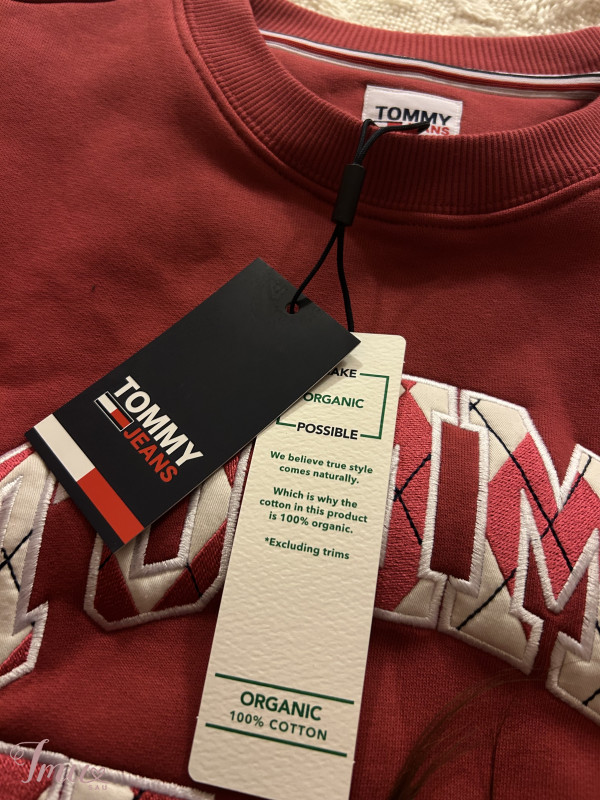 TOMMY
JEANS
TOMMY
JEANS
MAKE
ORGANIC
POSSIBLE
We believe true style
comes naturally.
Which is why the
cotton in this product
is 100% organic.
*Excluding trims
ORGANIC
100% COTTON